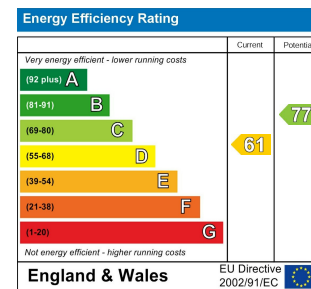 Energy Efficiency Rating
Current Potentia
Very energy efficient - lower running costs
(92 plus) A
(81-91) B
(69-80) C
(55-68) D
(39-54) E
(21-38) F
(1-20) G
61
77
Not energy efficient - higher running costs
England & Wales
EU Directive
2002/91/EC